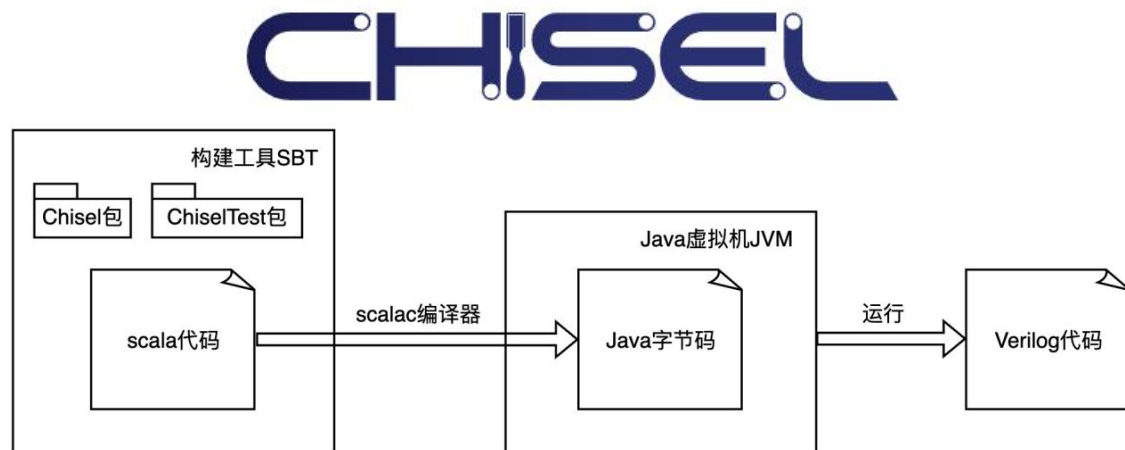 CHISEL
构建工具SBT
Chisel包
ChiselTest包
scala代码
scalac编译器
Java虚拟机JVM
Java字节码
运行
Verilog代码